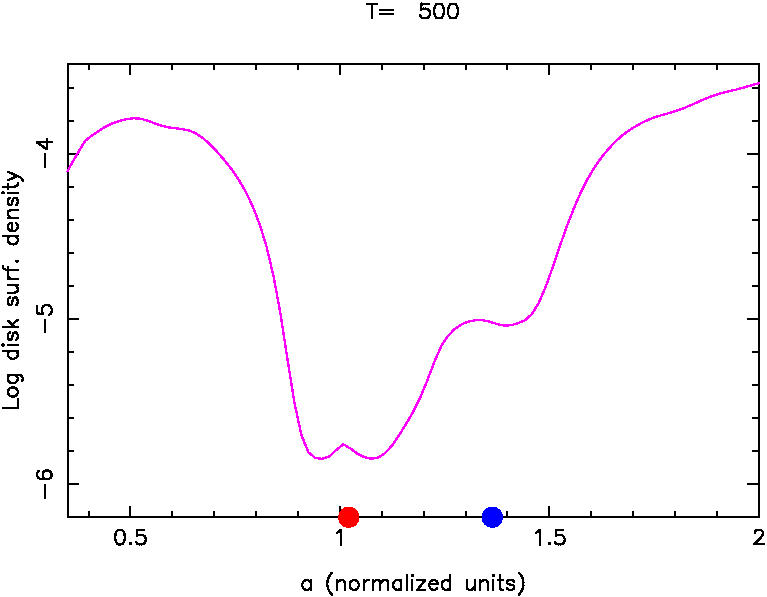 T=  500
-4
-5
-6
Log disk surf. density
0.5
1
1.5
2
a (normalized units)